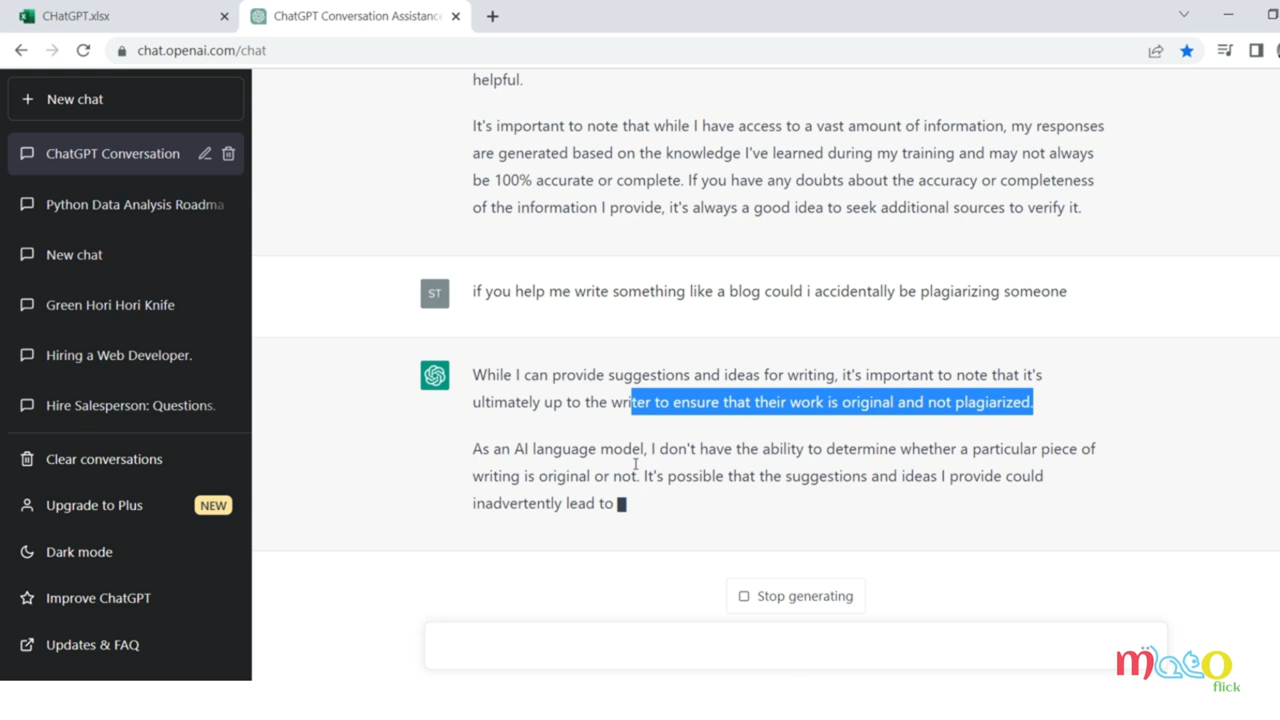 CHatGPT.xlsx
ChatGPT Conversation Assistance
chat.openai.com/chat
New chat
ChatGPT Conversation
Python Data Analysis Roadma
New chat
Green Hori Hori Knife
Hiring a Web Developer.
Hire Salesperson: Questions.
Clear conversations
Upgrade to Plus NEW
Dark mode
Improve ChatGPT
Updates & FAQ
helpful.
It's important to note that while I have access to a vast amount of information, my responses
are generated based on the knowledge I've learned during my training and may not always
be 100% accurate or complete. If you have any doubts about the accuracy or completeness
of the information I provide, it's always a good idea to seek additional sources to verify it.
ST
if you help me write something like a blog could i accidentally be plagiarizing someone
While I can provide suggestions and ideas for writing, it's important to note that it's
ultimately up to the writer to ensure that their work is original and not plagiarized.
As an AI language model, I don't have the ability to determine whether a particular piece of
writing is original or not. It's possible that the suggestions and ideas I provide could
inadvertently lead to
Stop generating
flick